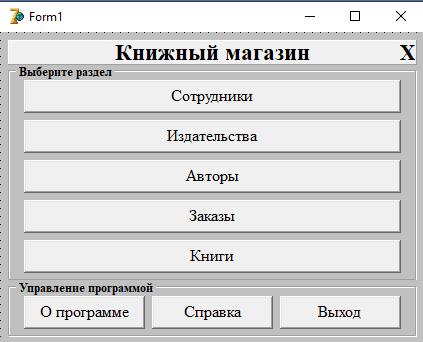 Form1
Книжный магазин X
Выберите раздел
Сотрудники
Издательства
Авторы
Заказы
Книги
Управление программой
О программе Справка Выход